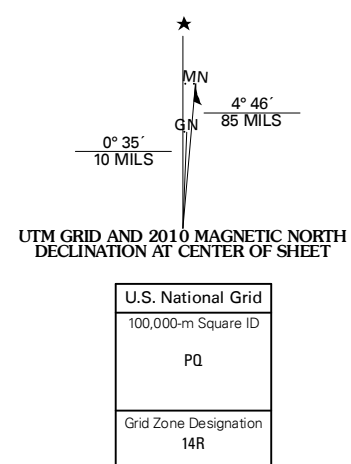 ★
MN
GN
4° 46´
85 MILS
0° 35´
10 MILS
UTM GRID AND 2010 MAGNETIC NORTH
DECLINATION AT CENTER OF SHEET
U.S. National Grid
100,000-m Square ID
PQ
Grid Zone Designation
14R